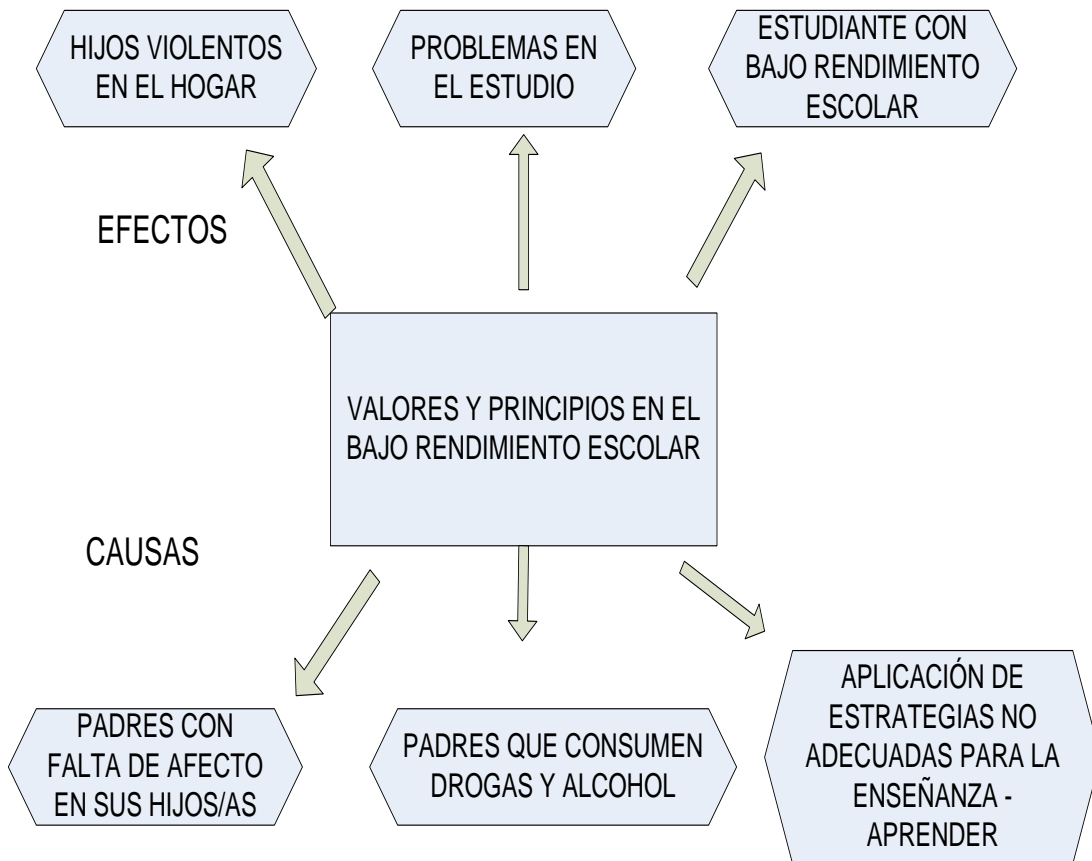 HIJOS VIOLENTOS
EN EL HOGAR
PROBLEMAS EN
EL ESTUDIO
ESTUDIANTE CON
BAJO RENDIMIENTO
ESCOLAR
EFECTOS
VALORES Y PRINCIPIOS EN EL
BAJO RENDIMIENTO ESCOLAR
CAUSAS
PADRES CON
FALTA DE AFECTO
EN SUS HIJOS/AS
PADRES QUE CONSUMEN
DROGAS Y ALCOHOL
APLICACIÓN DE
ESTRATEGIAS NO
ADECUADAS PARA LA
ENSEÑANZA -
APRENDER